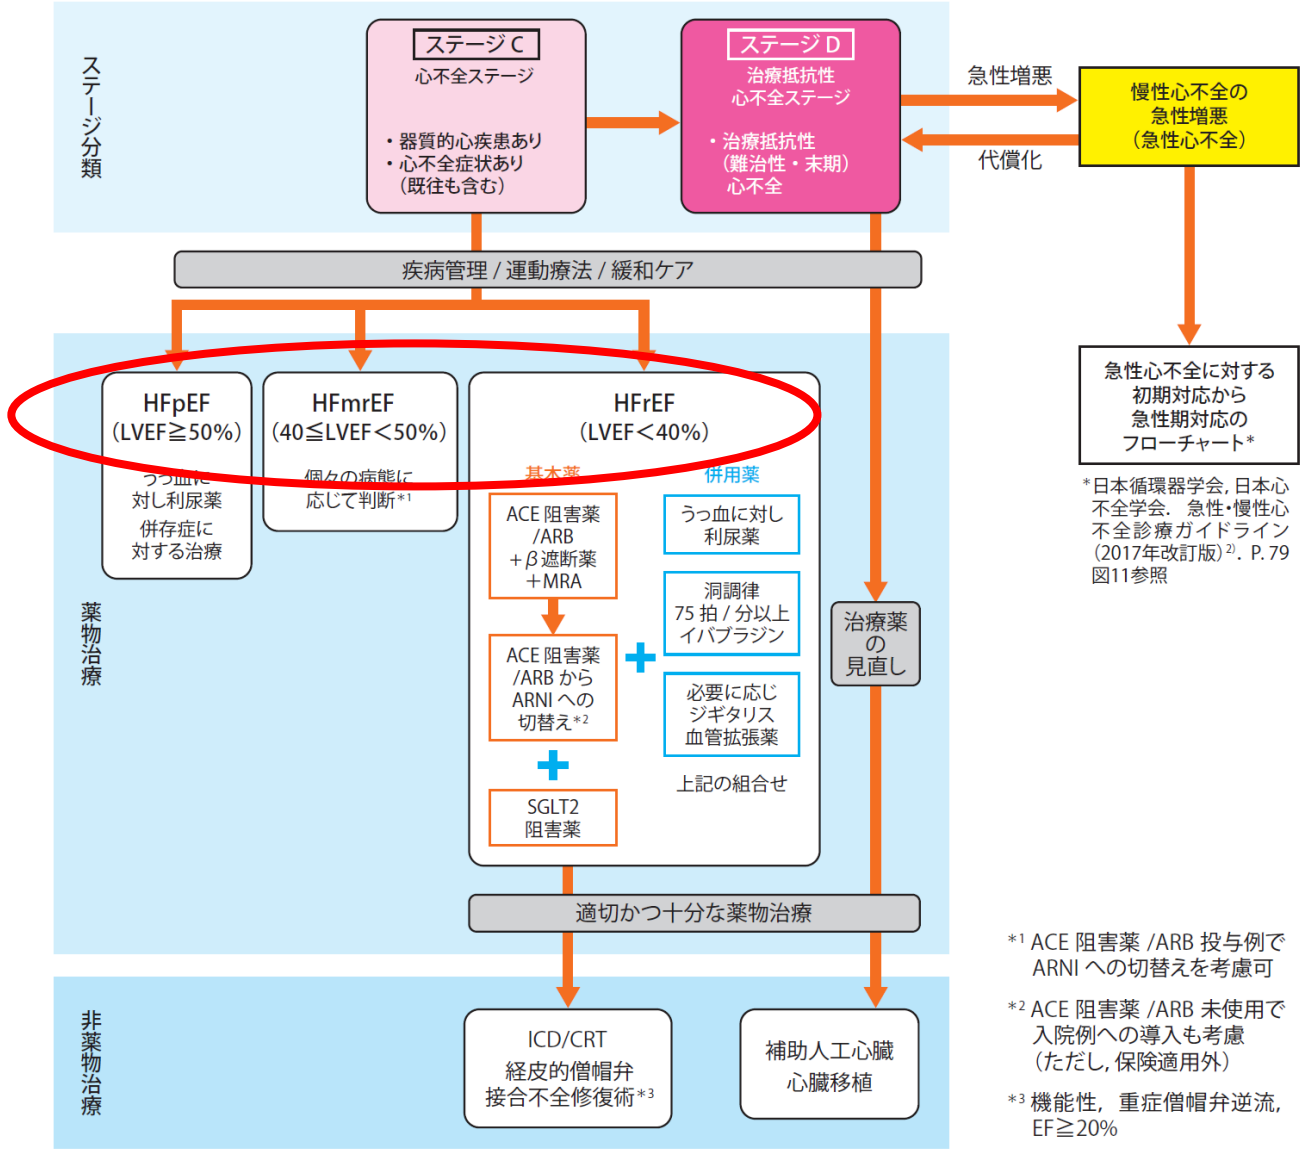 ステージ分類
ステージ C
心不全ステージ
・器質的心疾患あり
・心不全症状あり
（既往も含む）
ステージ D
治療抵抗性
心不全ステージ
・治療抵抗性
（難治性・末期）
心不全
急性増悪
代償化
慢性心不全の
急性増悪
（急性心不全）
疾病管理 / 運動療法 / 緩和ケア
薬物治療
HFpEF
（LVEF≧50%）
うっ血に
対し利尿薬
併存症に
対する治療
HFmrEF
（40≦LVEF＜50%）
個々の病態に
応じて判断＊1
HFrEF
（LVEF＜40%）
基本薬
ACE 阻害薬
/ARB
＋β遮断薬
＋MRA
ACE 阻害薬
/ARB から
ARNI への
切替え＊2
SGLT2
阻害薬
併用薬
うっ血に対し
利尿薬
洞調律
75 拍 / 分以上
イバブラジン
必要に応じ
ジギタリス
血管拡張薬
上記の組合せ
治療薬
の
見直し
急性心不全に対する
初期対応から
急性期対応の
フローチャート＊
＊日本循環器学会，日本心
不全学会． 急性・慢性心
不全診療ガイドライン
（2017年改訂版）2)．P. 79
図11参照
適切かつ十分な薬物治療
非薬物治療
ICD/CRT
経皮的僧帽弁
接合不全修復術＊3
補助人工心臓
心臓移植
＊1 ACE 阻害薬 /ARB 投与例で
ARNI への切替えを考慮可
＊2 ACE 阻害薬 /ARB 未使用で
入院例への導入も考慮
（ただし，保険適用外）
＊3 機能性，重症僧帽弁逆流，
EF≧20%